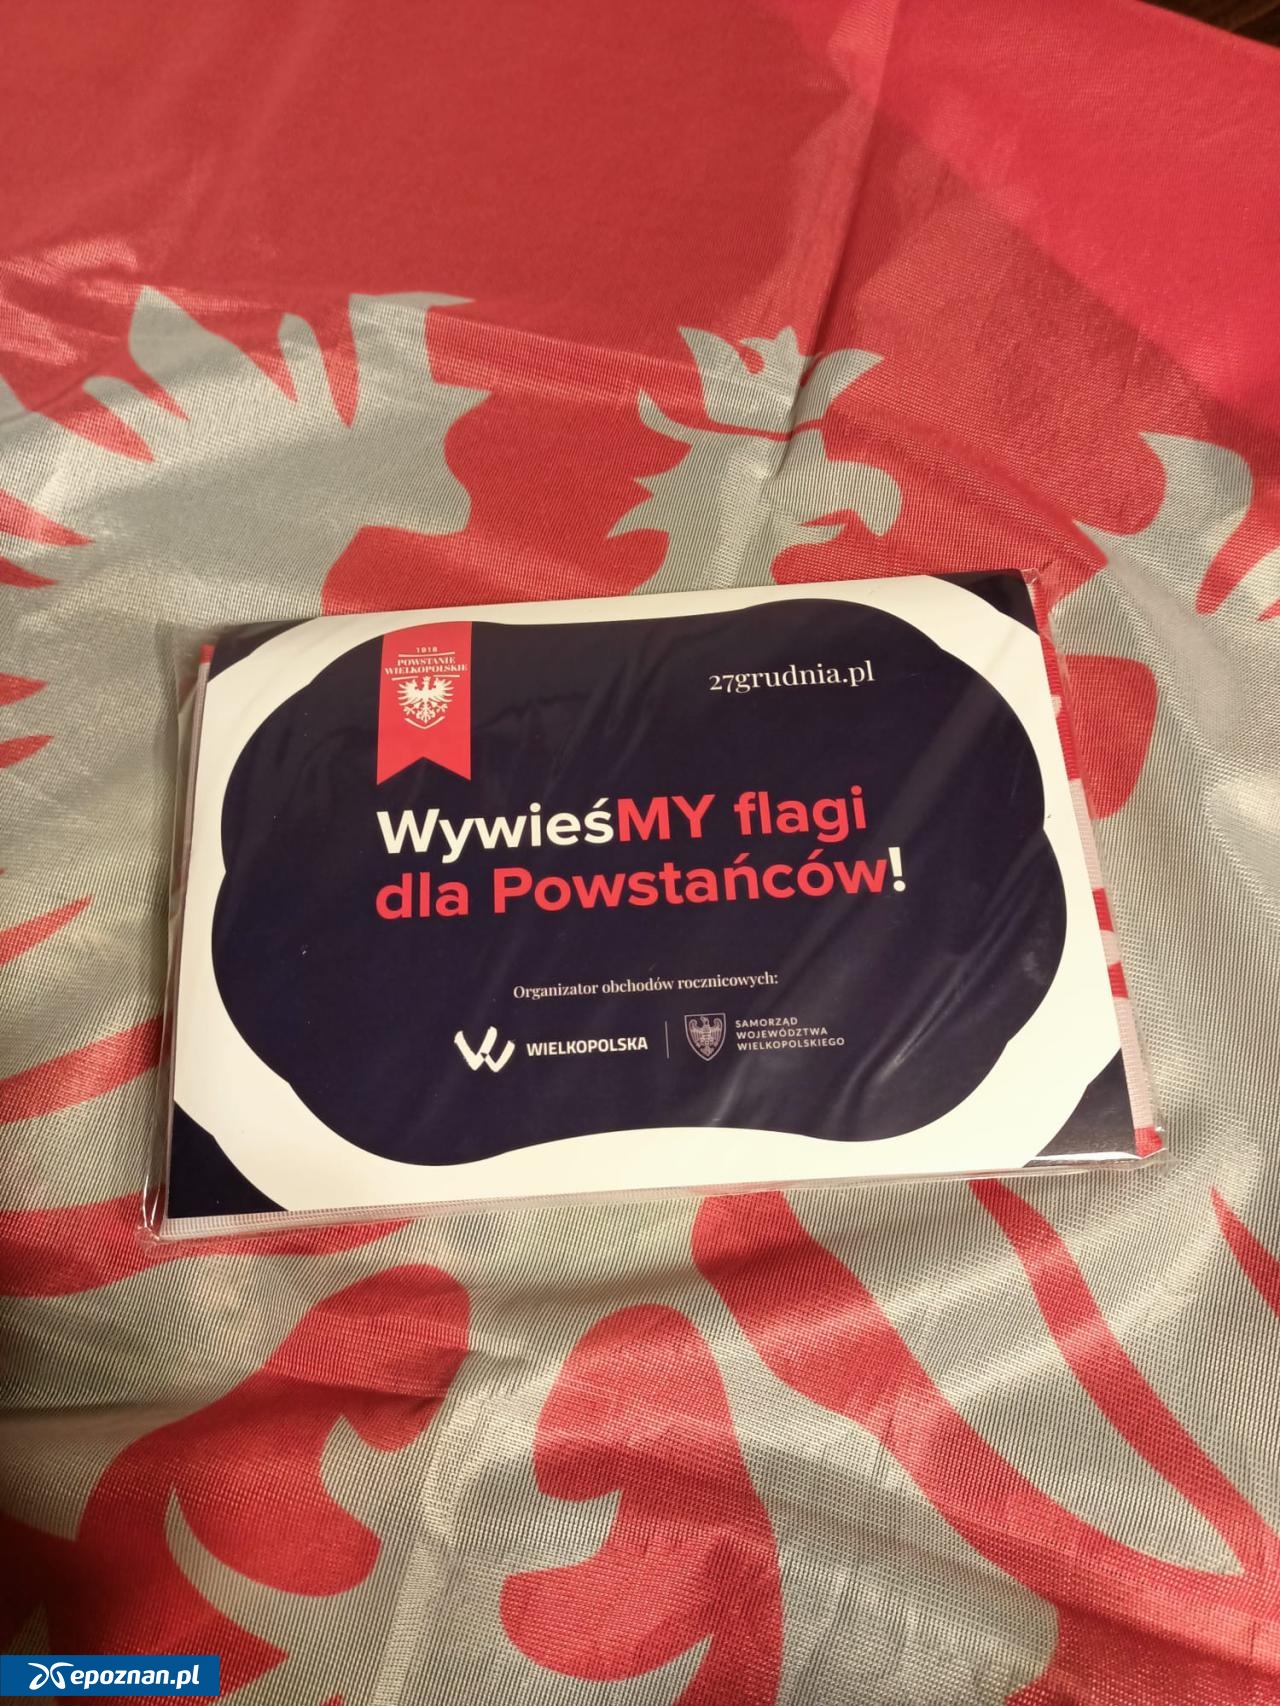 1918
POWSTANIE
WIELKOPOLSKIE
27grudnia.pl
WywieśMY flagi
dla Powstańców!
Organizator obchodów rocznicowych:
WIELKOPOLSKA
SAMORZĄD
WOJEWÓDZTWA
WIELKOPOLSKIEGO
epoznan.pl